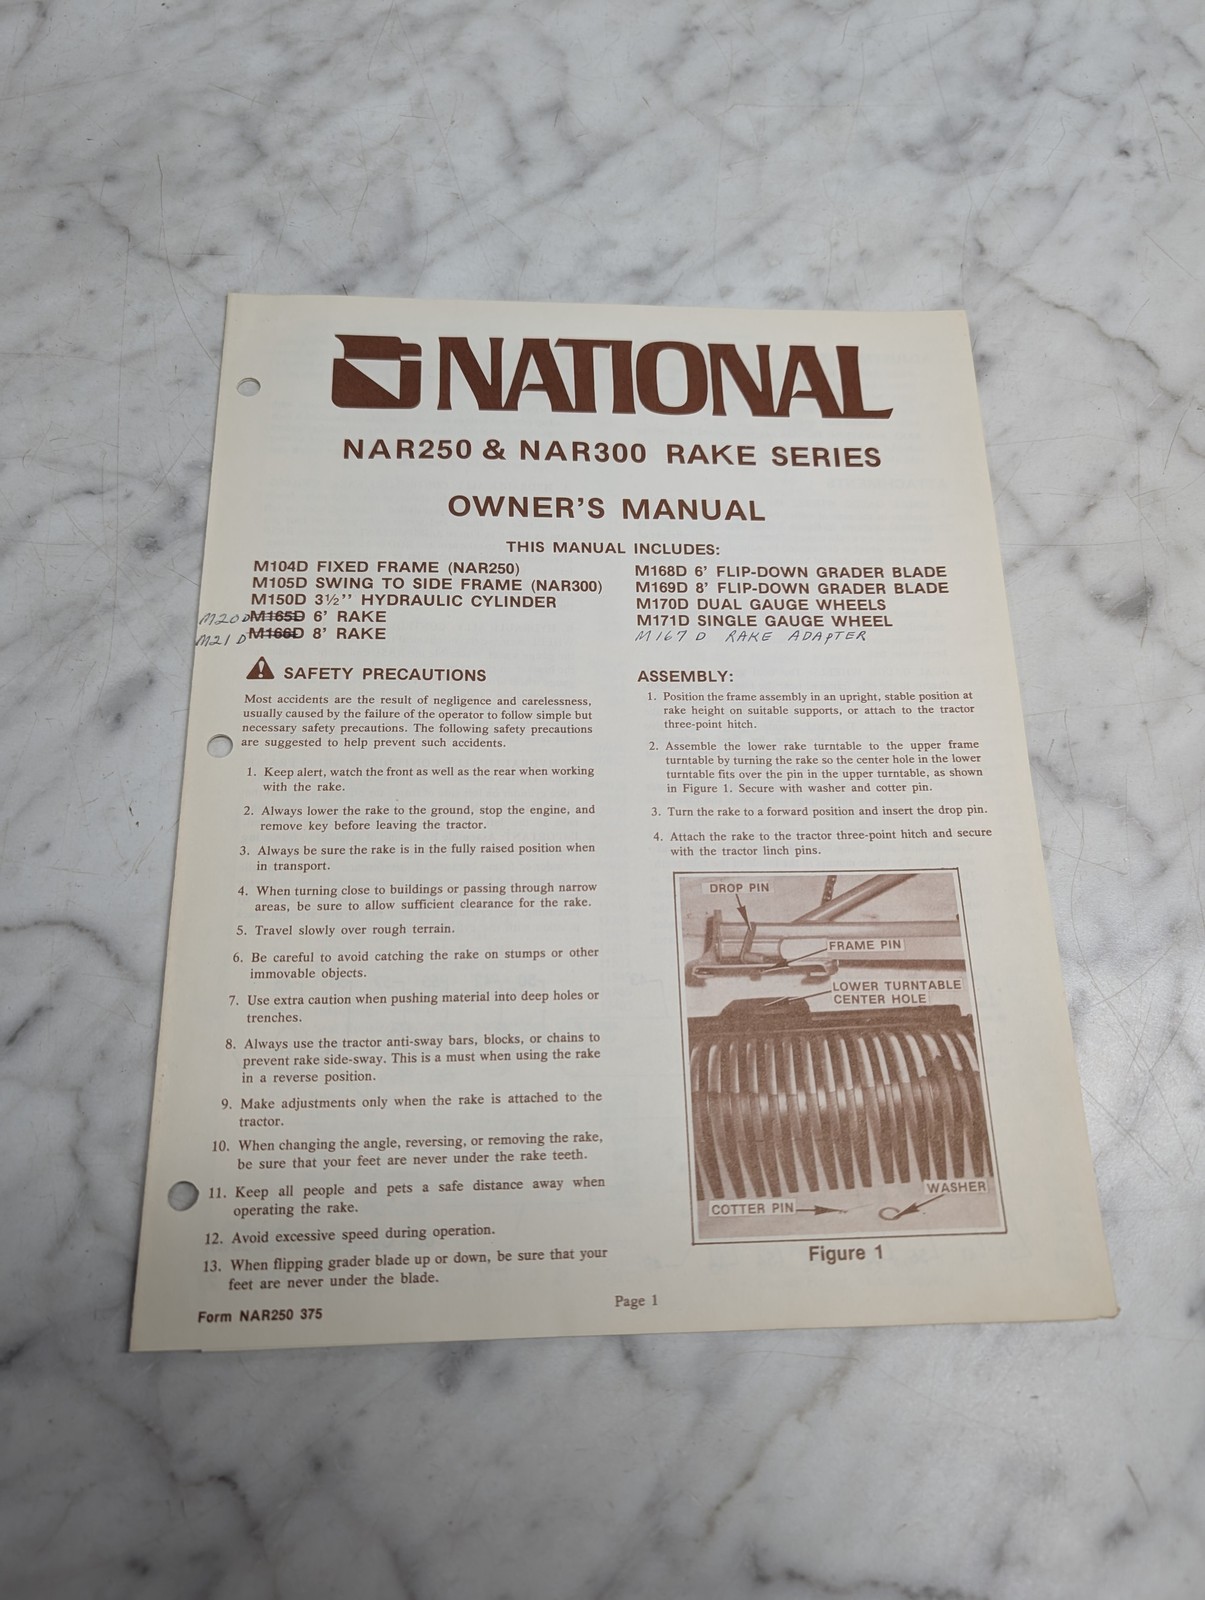 NATIONAL
NAR250 & NAR300 RAKE SERIES
OWNER'S MANUAL
THIS MANUAL INCLUDES:
M104D FIXED FRAME (NAR250)
M105D SWING TO SIDE FRAME (NAR300)
M150D 3½'' HYDRAULIC CYLINDER
M20D M165D 6' RAKE
M21D M166D 8' RAKE
M168D 6' FLIP-DOWN GRADER BLADE
M169D 8' FLIP-DOWN GRADER BLADE
M170D DUAL GAUGE WHEELS
M171D SINGLE GAUGE WHEEL
M167D RAKE ADAPTER
SAFETY PRECAUTIONS
Most accidents are the result of negligence and carelessness,
usually caused by the failure of the operator to follow simple but
necessary safety precautions. The following safety precautions
are suggested to help prevent such accidents.
1. Keep alert, watch the front as well as the rear when working
with the rake.
2. Always lower the rake to the ground, stop the engine, and
remove key before leaving the tractor.
3. Always be sure the rake is in the fully raised position when
in transport.
4. When turning close to buildings or passing through narrow
areas, be sure to allow sufficient clearance for the rake.
5. Travel slowly over rough terrain.
6. Be careful to avoid catching the rake on stumps or other
immovable objects.
7. Use extra caution when pushing material into deep holes or
trenches.
8. Always use the tractor anti-sway bars, blocks, or chains to
prevent rake side-sway. This is a must when using the rake
in a reverse position.
9. Make adjustments only when the rake is attached to the
tractor.
10. When changing the angle, reversing, or removing the rake,
be sure that your feet are never under the rake teeth.
11. Keep all people and pets a safe distance away when
operating the rake.
12. Avoid excessive speed during operation.
13. When flipping grader blade up or down, be sure that your
feet are never under the blade.
ASSEMBLY:
1. Position the frame assembly in an upright, stable position at
rake height on suitable supports, or attach to the tractor
three-point hitch.
2. Assemble the lower rake turntable to the upper frame
turntable by turning the rake so the center hole in the lower
turntable fits over the pin in the upper turntable, as shown
in Figure 1. Secure with washer and cotter pin.
3. Turn the rake to a forward position and insert the drop pin.
4. Attach the rake to the tractor three-point hitch and secure
with the tractor linch pins.
DROP PIN
FRAME PIN
LOWER TURNTABLE
CENTER HOLE
WASHER
COTTER PIN
Figure 1
Page 1
Form NAR250 375